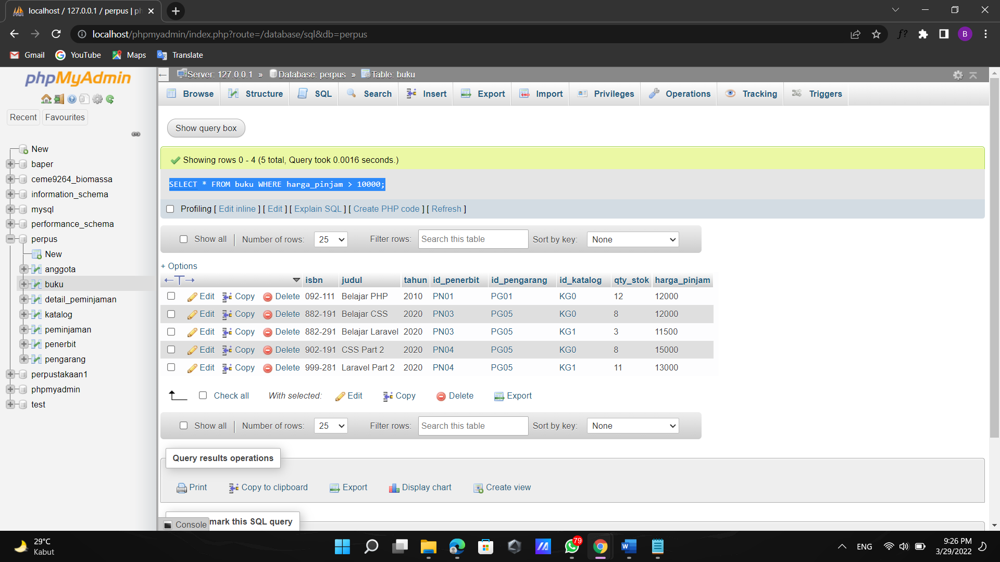 localhost / 127.0.0.1 / perpus | ph
localhost/phpmyadmin/index.php?route=/database/sql&db=perpus
f?
B
Gmail YouTube Maps Translate
phpMyAdmin
Recent Favourites
New
baper
ceme9264_biomassa
information_schema
mysql
performance_schema
perpus
New
anggota
buku
detail_peminjaman
katalog
peminjaman
penerbit
pengarang
perpustakaan1
phpmyadmin
test
Server: 127.0.0.1 » Database: perpus » Table: buku
Browse Structure SQL Search Insert Export Import Privileges Operations Tracking Triggers
Show query box
Showing rows 0 - 4 (5 total, Query took 0.0016 seconds.)
SELECT * FROM buku WHERE harga_pinjam > 10000;
Profiling [ Edit inline ] [ Edit ] [ Explain SQL ] [ Create PHP code ] [ Refresh ]
Show all | Number of rows: 25 Filter rows: Search this table Sort by key: None
+ Options
←T→ isbn judul tahun id_penerbit id_pengarang id_katalog qty_stok harga_pinjam
Edit Copy Delete 092-111 Belajar PHP 2010 PN01 PG01 KG0 12 12000
Edit Copy Delete 882-191 Belajar CSS 2020 PN03 PG05 KG0 8 12000
Edit Copy Delete 882-291 Belajar Laravel 2020 PN03 PG05 KG1 3 11500
Edit Copy Delete 902-191 CSS Part 2 2020 PN04 PG05 KG0 8 15000
Edit Copy Delete 999-281 Laravel Part 2 2020 PN04 PG05 KG1 11 13000
Check all With selected: Edit Copy Delete Export
Show all | Number of rows: 25 Filter rows: Search this table Sort by key: None
Query results operations
Print Copy to clipboard Export Display chart Create view
mark this SQL query
Console
29°C
Kabut
79
ENG
9:26 PM
3/29/2022